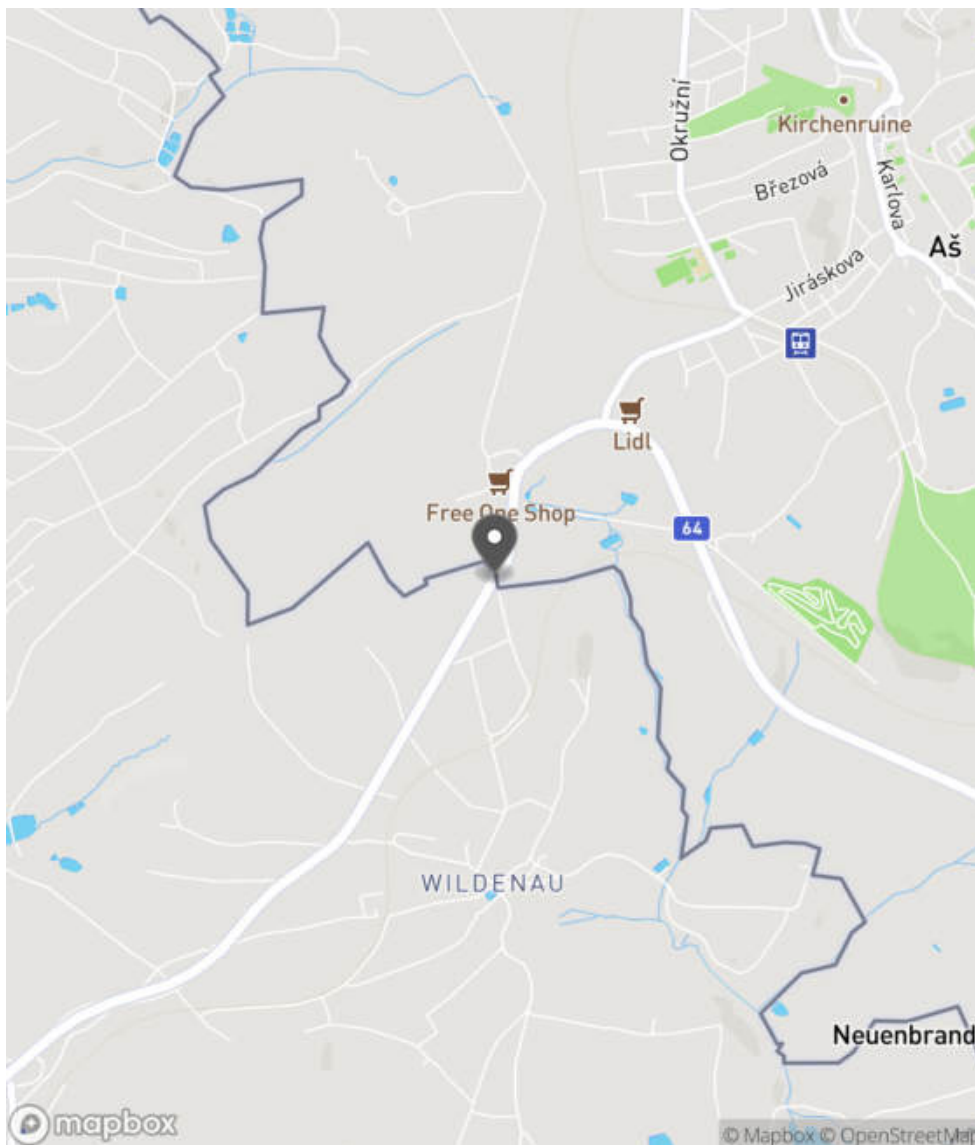 Okružní
Kirchenruine
Březová
Karlova
Aš
Jiráskova
Lidl
Free One Shop
64
WILDENAU
Neuenbrand
mapbox
© Mapbox © OpenStreetMap